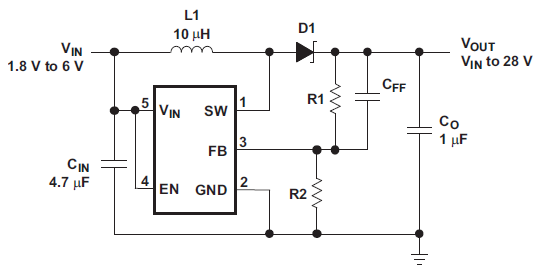 L1
10 μH
D1
VIN
1.8 V to 6 V
VOUT
VIN to 28 V
R1
CFF
CO
1 μF
5
VIN
SW
1
FB
3
CIN
4.7 μF
4
EN
GND
2
R2